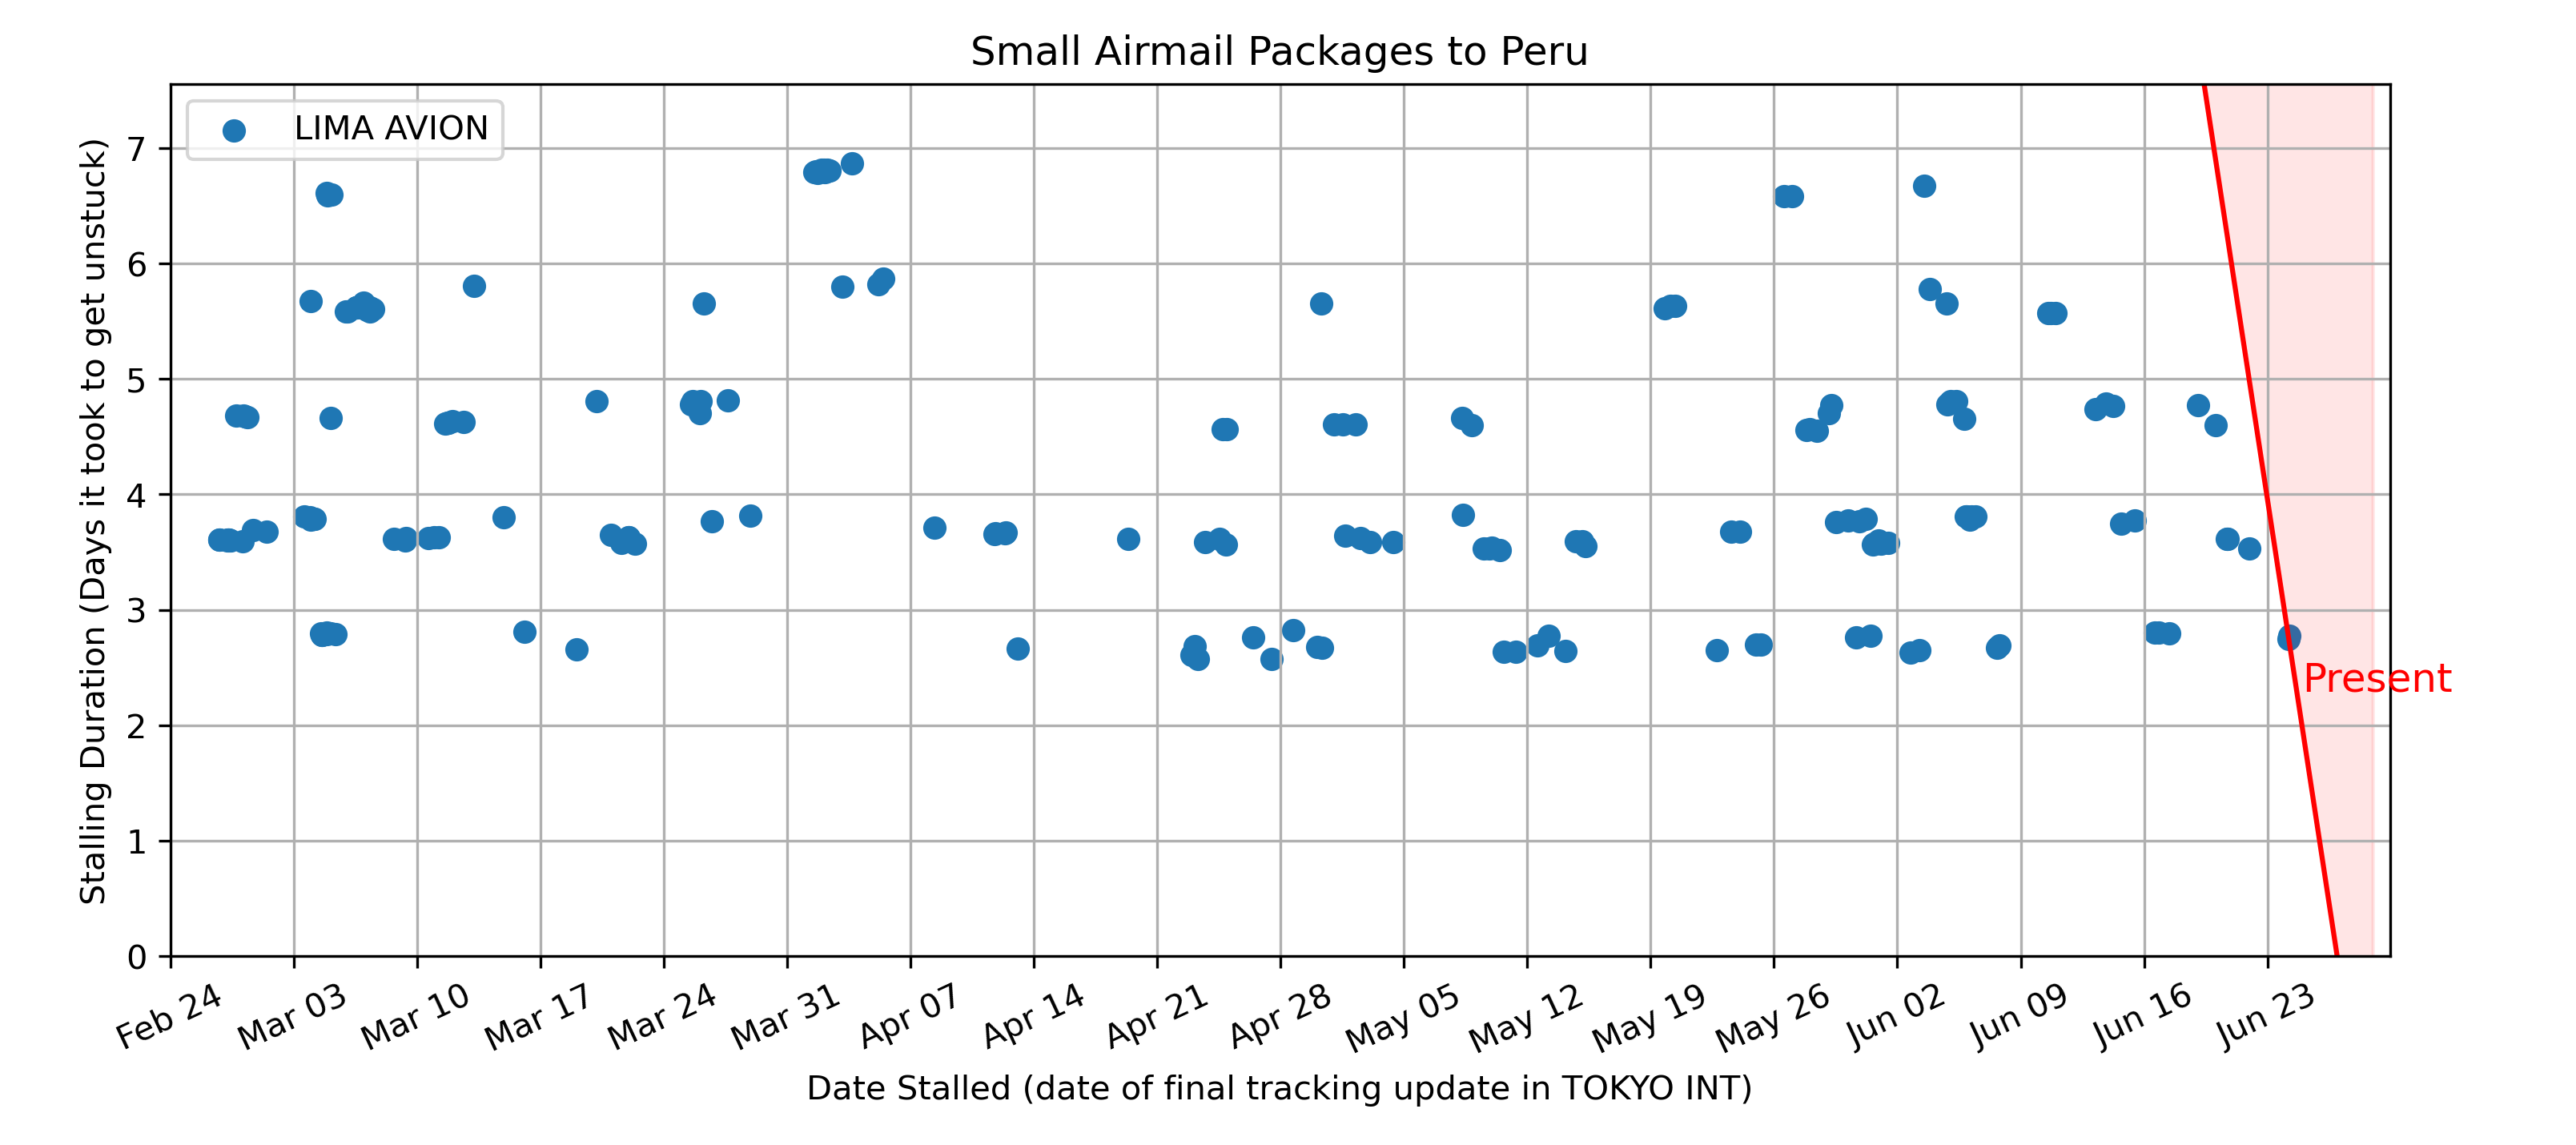 Small Airmail Packages to Peru
LIMA AVION
Stalling Duration (Days it took to get unstuck)
7
6
5
4
3
2
1
0
Present
Feb 24
Mar 03
Mar 10
Mar 17
Mar 24
Mar 31
Apr 07
Apr 14
Apr 21
Apr 28
May 05
May 12
May 19
May 26
Jun 02
Jun 09
Jun 16
Jun 23
Date Stalled (date of final tracking update in TOKYO INT)